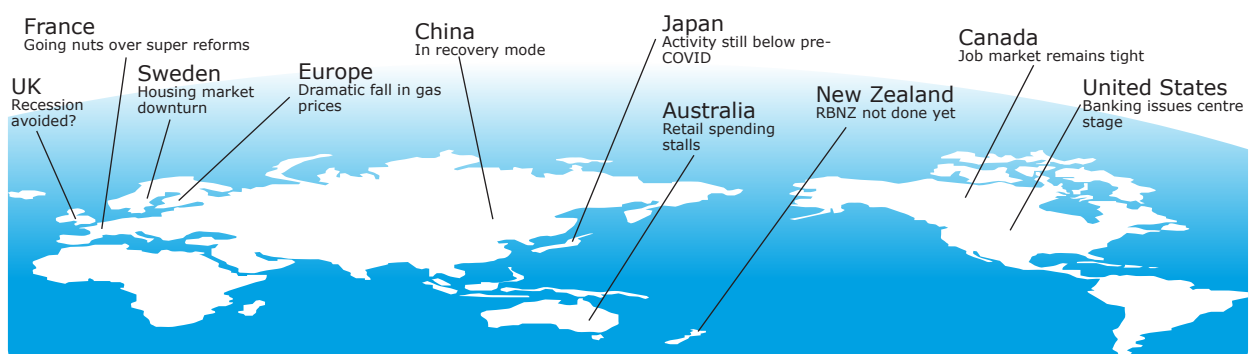 France
Going nuts over super reforms
UK
Recession
avoided?
Sweden
Housing market
downturn
Europe
Dramatic fall in gas
prices
China
In recovery mode
Japan
Activity still below pre-
COVID
Australia
Retail spending
stalls
New Zealand
RBNZ not done yet
Canada
Job market remains tight
United States
Banking issues centre
stage